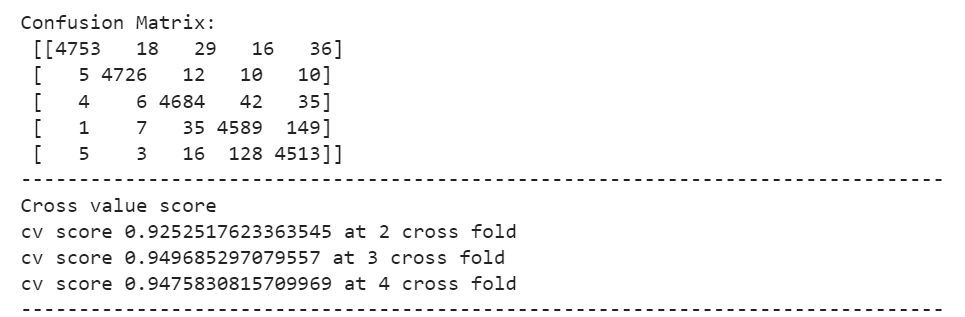 Confusion Matrix:
[[4753   18   29   16   36]
[   5 4726   12   10   10]
[   4    6 4684   42   35]
[   1    7   35 4589  149]
[   5    3   16  128 4513]]
--------------------------------------------------------------------------------
Cross value score
cv score 0.9252517623363545 at 2 cross fold
cv score 0.949685297079557 at 3 cross fold
cv score 0.9475830815709969 at 4 cross fold
--------------------------------------------------------------------------------